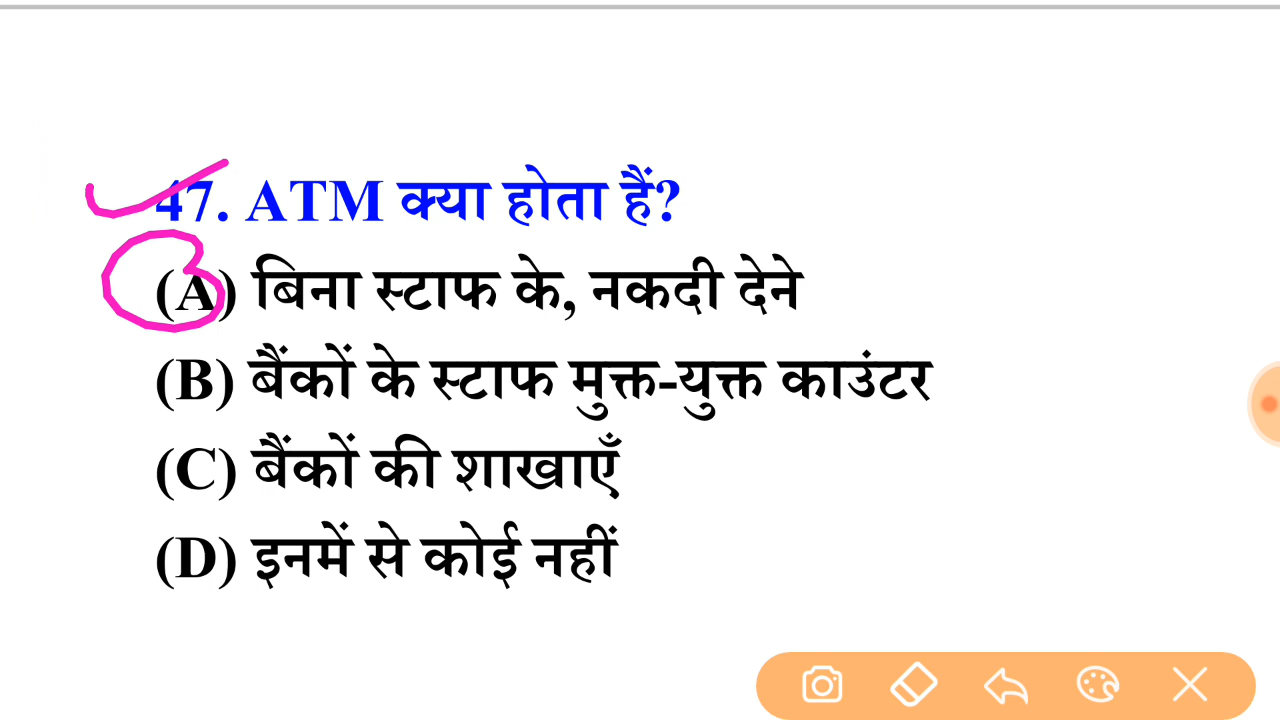 47. ATM क्या होता हैं?
(A) बिना स्टाफ के, नकदी देने
(B) बैंकों के स्टाफ मुक्त-युक्त काउंटर
(C) बैंकों की शाखाएँ
(D) इनमें से कोई नहीं